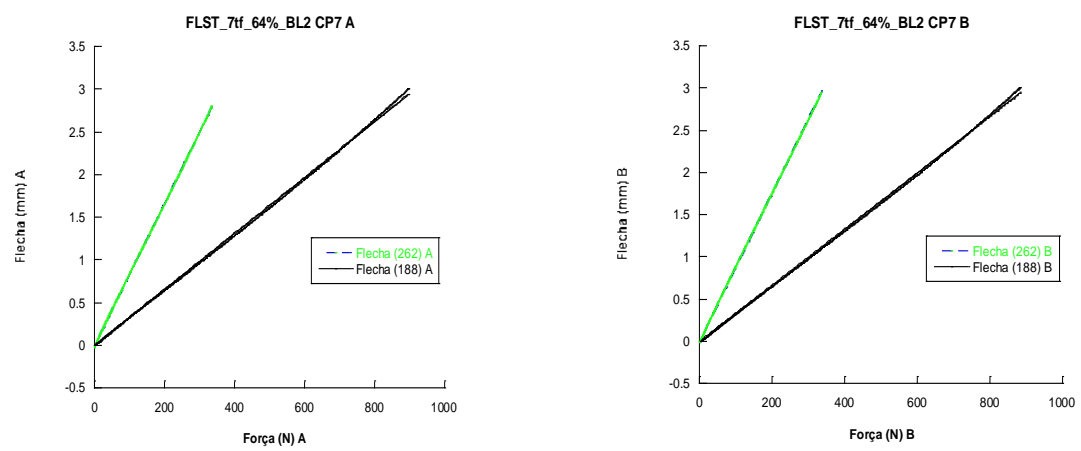 FLST_7tf_64%_BL2 CP7 A
3.5
3
2.5
2
1.5
1
0.5
0
-0.5
Flecha (mm) A
Flecha (262) A
Flecha (188) A
0 200 400 600 800 1000
Força (N) A
FLST_7tf_64%_BL2 CP7 B
3.5
3
2.5
2
1.5
1
0.5
0
-0.5
Flecha (mm) B
Flecha (262) B
Flecha (188) B
0 200 400 600 800 1000
Força (N) B